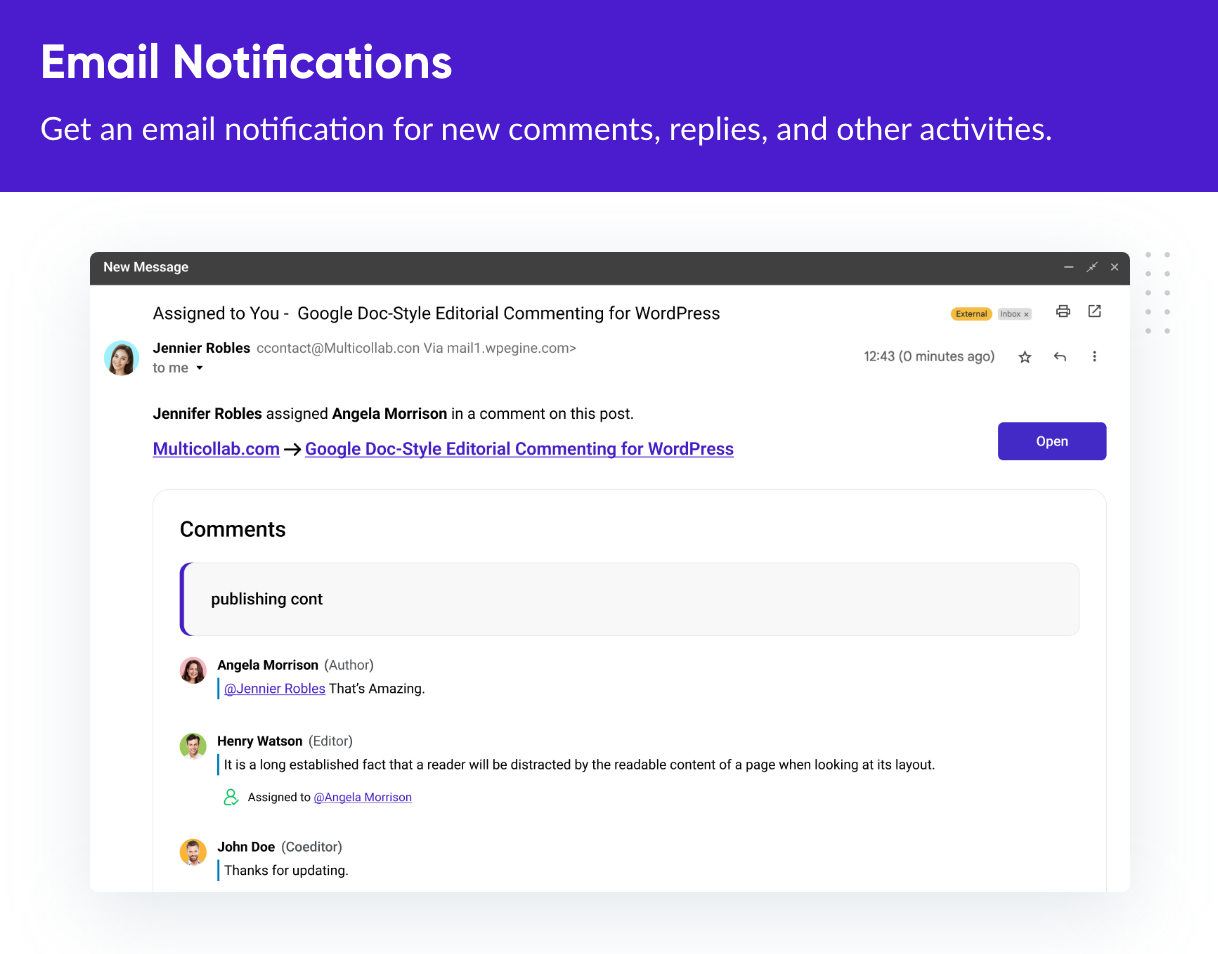 Email Notifications
Get an email notification for new comments, replies, and other activities.
New Message
Assigned to You - Google Doc-Style Editorial Commenting for WordPress
External Inbox x
Jennier Robles ccontact@Multicollab.con Via mail1.wpegine.com>
12:43 (0 minutes ago)
to me
Jennifer Robles assigned Angela Morrison in a comment on this post.
Multicollab.com → Google Doc-Style Editorial Commenting for WordPress
Open
Comments
publishing cont
Angela Morrison (Author)
@Jennier Robles That's Amazing.
Henry Watson (Editor)
It is a long established fact that a reader will be distracted by the readable content of a page when looking at its layout.
Assigned to @Angela Morrison
John Doe (Coeditor)
Thanks for updating.